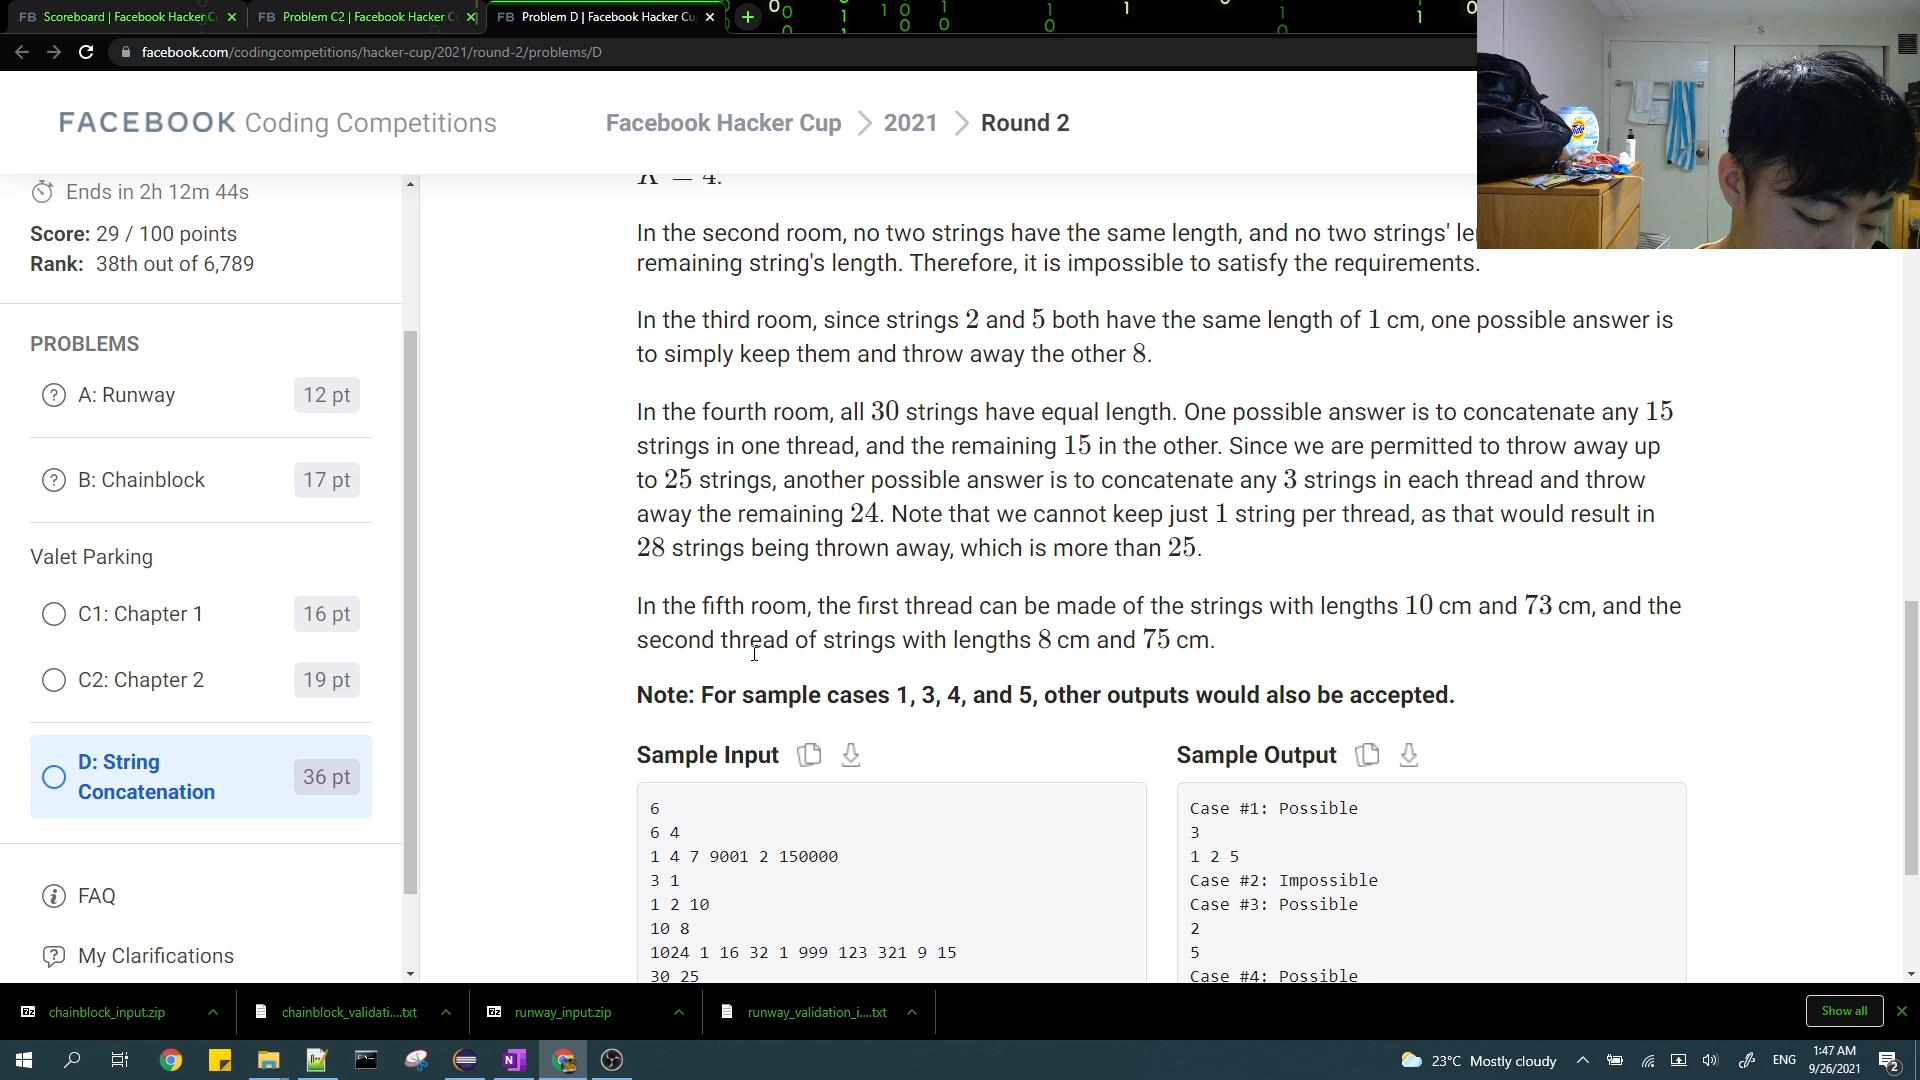 Scoreboard | Facebook Hacker C
Problem C2 | Facebook Hacker C
Problem D | Facebook Hacker Cu
facebook.com/codingcompetitions/hacker-cup/2021/round-2/problems/D
FACEBOOK Coding Competitions
Facebook Hacker Cup
2021
Round 2
Ends in 2h 12m 44s
Score: 29 / 100 points
Rank: 38th out of 6,789
PROBLEMS
A: Runway 12 pt
B: Chainblock 17 pt
Valet Parking
C1: Chapter 1 16 pt
C2: Chapter 2 19 pt
D: String
Concatenation 36 pt
FAQ
My Clarifications
K = 4.
In the second room, no two strings have the same length, and no two strings' le
remaining string's length. Therefore, it is impossible to satisfy the requirements.
In the third room, since strings 2 and 5 both have the same length of 1 cm, one possible answer is
to simply keep them and throw away the other 8.
In the fourth room, all 30 strings have equal length. One possible answer is to concatenate any 15
strings in one thread, and the remaining 15 in the other. Since we are permitted to throw away up
to 25 strings, another possible answer is to concatenate any 3 strings in each thread and throw
away the remaining 24. Note that we cannot keep just 1 string per thread, as that would result in
28 strings being thrown away, which is more than 25.
In the fifth room, the first thread can be made of the strings with lengths 10 cm and 73 cm, and the
second thread of strings with lengths 8 cm and 75 cm.
Note: For sample cases 1, 3, 4, and 5, other outputs would also be accepted.
Sample Input
6
6 4
1 4 7 9001 2 150000
3 1
1 2 10
10 8
1024 1 16 32 1 999 123 321 9 15
30 25
Sample Output
Case #1: Possible
3
1 2 5
Case #2: Impossible
Case #3: Possible
2
5
Case #4: Possible
chainblock_input.zip
chainblock_validati....txt
runway_input.zip
runway_validation_i....txt
Show all
23°C Mostly cloudy
ENG
1:47 AM
9/26/2021
2